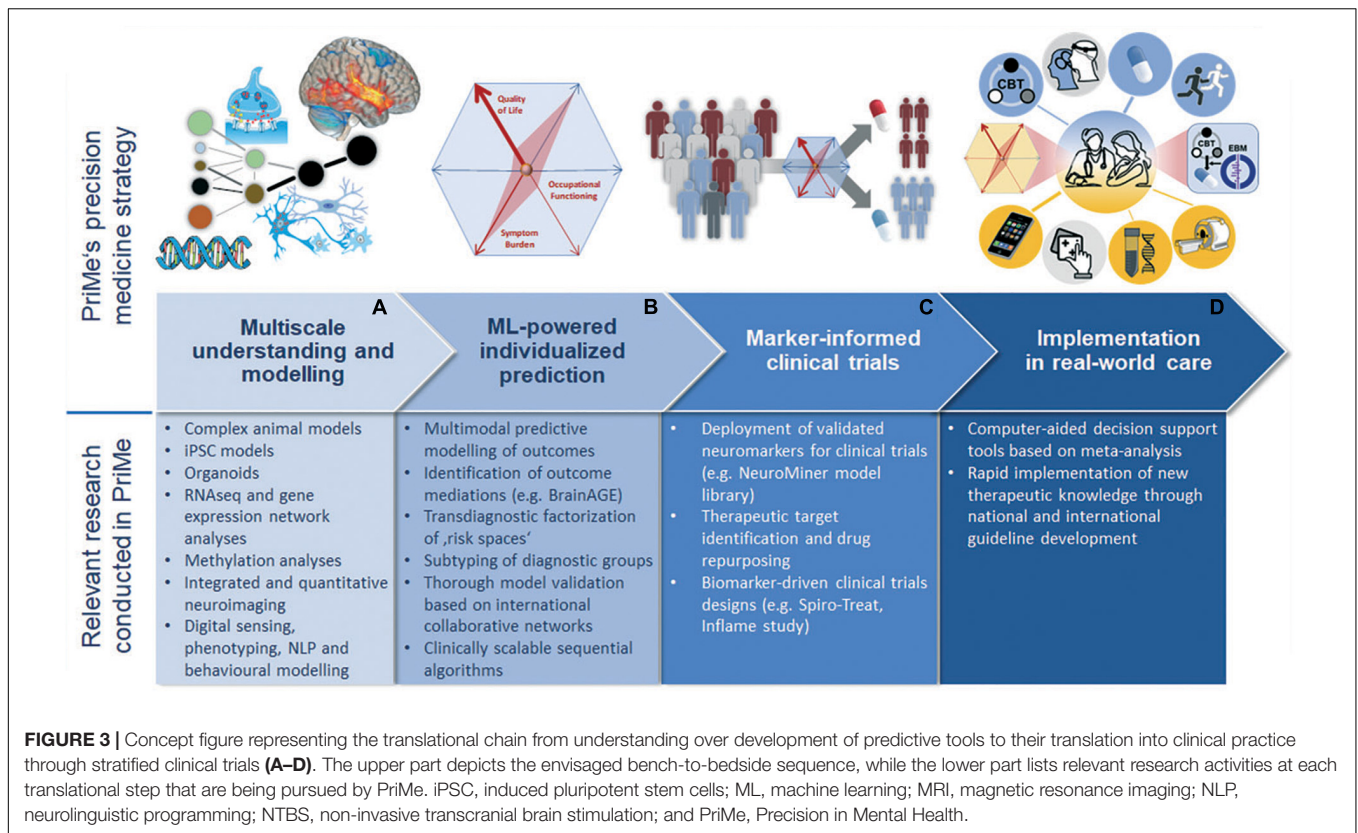 PriMe‘s precision
medicine strategy
Quality
of Life
Occupational
Functioning
Symptom
Burden
CBT
CBT
EBM
A
Multiscale
understanding and
modelling
B
ML-powered
individualized
prediction
C
Marker-informed
clinical trials
D
Implementation
in real-world care
Relevant research
conducted in PriMe
• Complex animal models
• iPSC models
• Organoids
• RNAseq and gene
expression network
analyses
• Methylation analyses
• Integrated and quantitative
neuroimaging
• Digital sensing,
phenotyping, NLP and
behavioural modelling
• Multimodal predictive
modelling of outcomes
• Identification of outcome
mediations (e.g. BrainAGE)
• Transdiagnostic factorization
of ‚risk spaces‘
• Subtyping of diagnostic groups
• Thorough model validation
based on international
collaborative networks
• Clinically scalable sequential
algorithms
• Deployment of validated
neuromarkers for clinical trials
(e.g. NeuroMiner model
library)
• Therapeutic target
identification and drug
repurposing
• Biomarker-driven clinical trials
designs (e.g. Spiro-Treat,
Inflame study)
• Computer-aided decision support
tools based on meta-analysis
• Rapid implementation of new
therapeutic knowledge through
national and international
guideline development
FIGURE 3 | Concept figure representing the translational chain from understanding over development of predictive tools to their translation into clinical practice
through stratified clinical trials (A–D). The upper part depicts the envisaged bench-to-bedside sequence, while the lower part lists relevant research activities at each
translational step that are being pursued by PriMe. iPSC, induced pluripotent stem cells; ML, machine learning; MRI, magnetic resonance imaging; NLP,
neurolinguistic programming; NTBS, non-invasive transcranial brain stimulation; and PriMe, Precision in Mental Health.